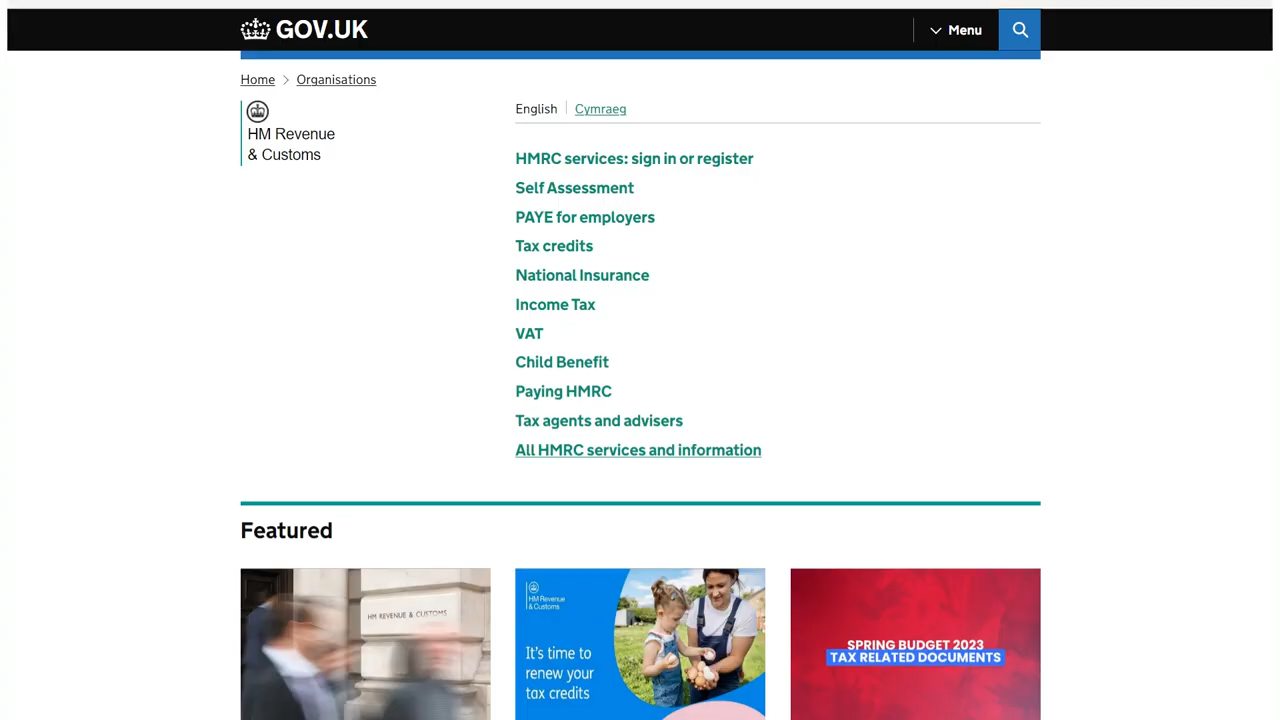 GOV.UK
Menu
Home
Organisations
HM Revenue
& Customs
English
Cymraeg
HMRC services: sign in or register
Self Assessment
PAYE for employers
Tax credits
National Insurance
Income Tax
VAT
Child Benefit
Paying HMRC
Tax agents and advisers
All HMRC services and information
Featured
HM REVENUE & CUSTOMS
HM Revenue
& Customs
It's time to
renew your
tax credits
SPRING BUDGET 2023
TAX RELATED DOCUMENTS